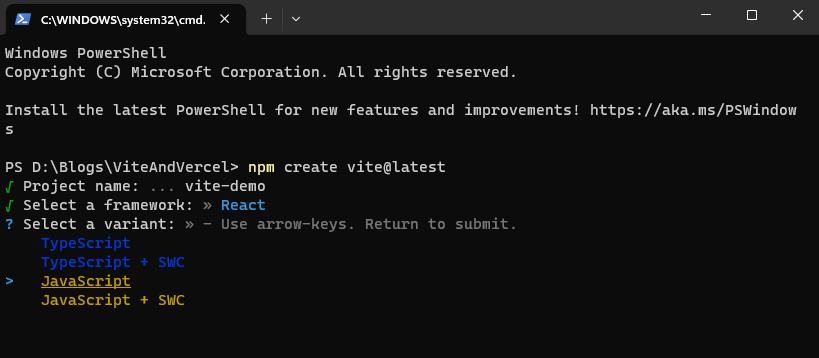 C:\WINDOWS\system32\cmd.
Windows PowerShell
Copyright (C) Microsoft Corporation. All rights reserved.
Install the latest PowerShell for new features and improvements! https://aka.ms/PSWindow
s
PS D:\Blogs\ViteAndVercel> npm create vite@latest
√ Project name: ... vite-demo
√ Select a framework: » React
? Select a variant: » - Use arrow-keys. Return to submit.
TypeScript
TypeScript + SWC
> JavaScript
JavaScript + SWC